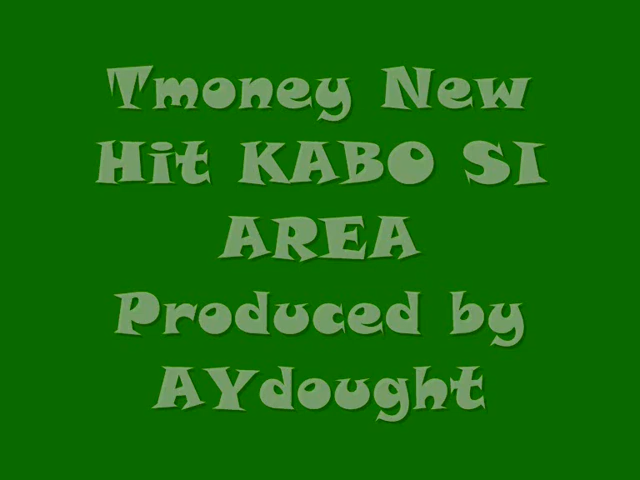 Tmoney New
Hit KABO SI
AREA
Produced by
AYdought